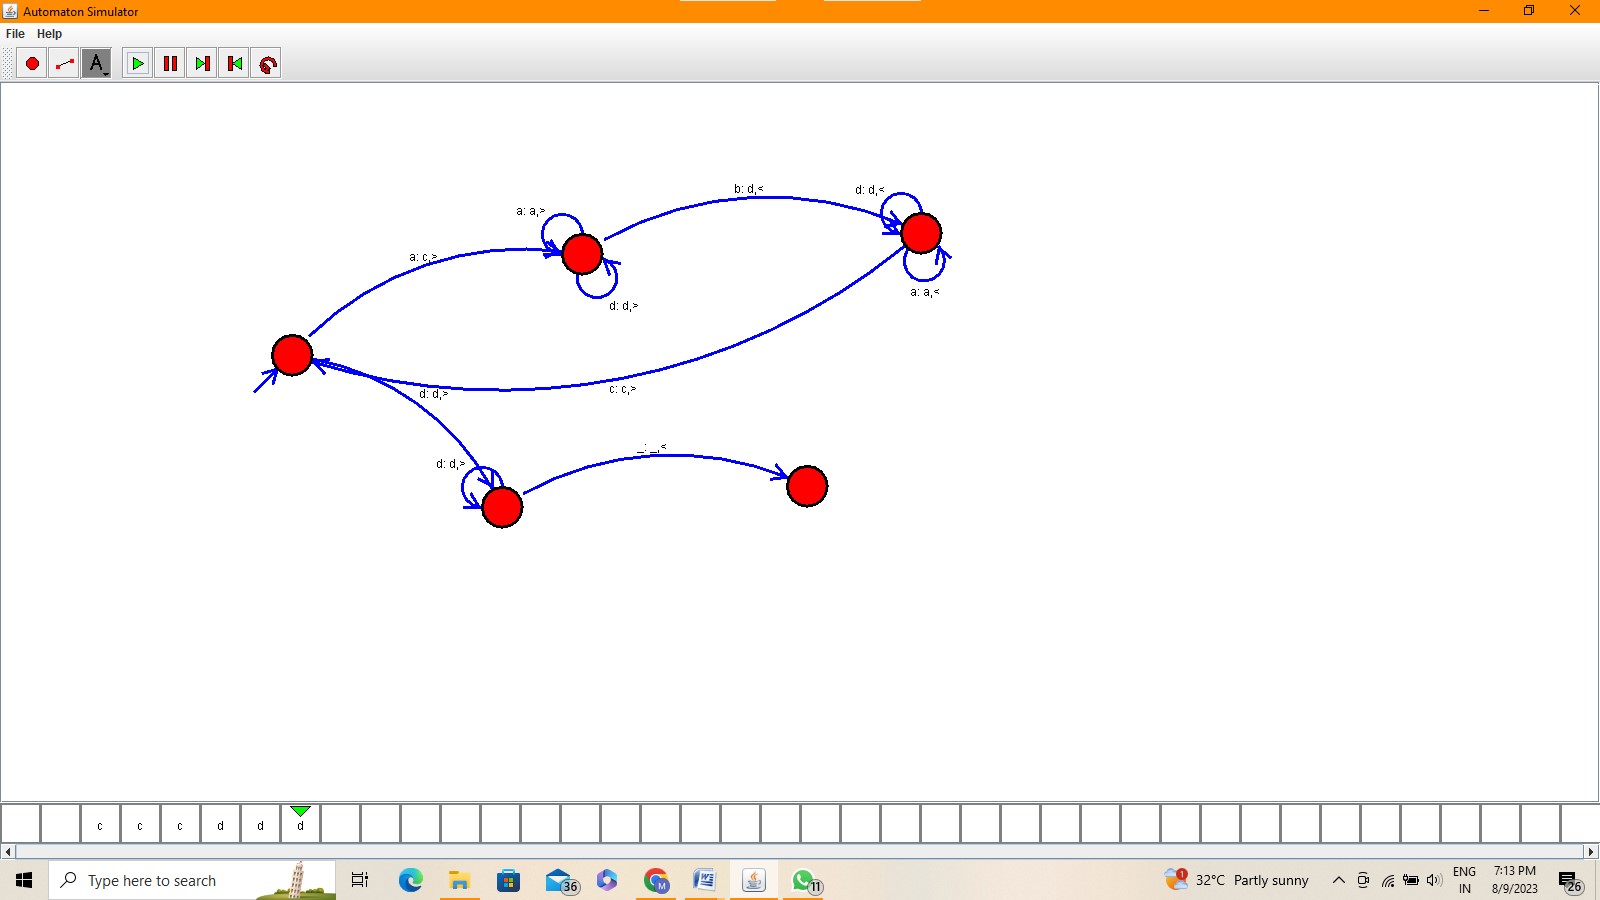 Automaton Simulator
File Help
A
b: d,<
d: d,<
a: a,>
a: c,>
a: a,<
d: d,>
c: c,>
d: d,>
_: _,<
d: d,>
c c c d d d
Type here to search
36
M
W
11
1
32°C Partly sunny
ENG
IN
7:13 PM
8/9/2023
26